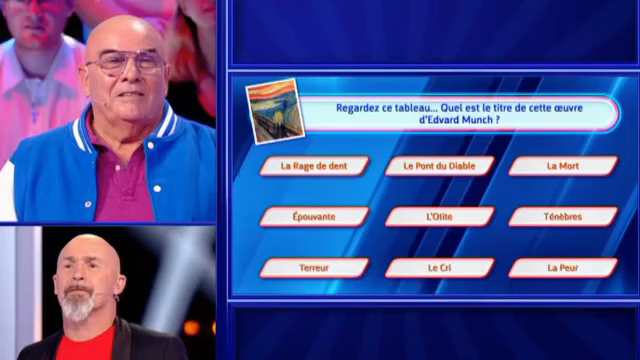 Regardez ce tableau... Quel est le titre de cette œuvre
d'Edvard Munch ?
La Rage de dent
Le Pont du Diable
La Mort
Épouvante
L'Otite
Ténèbres
Terreur
Le Cri
La Peur